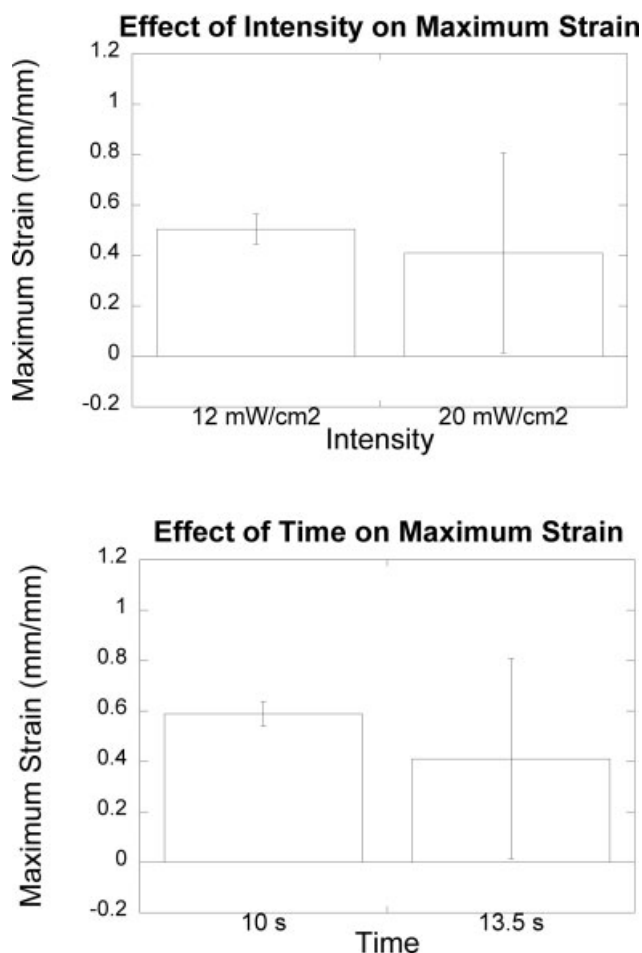 Effect of Intensity on Maximum Strain
Maximum Strain (mm/mm)
1.2
1
0.8
0.6
0.4
0.2
0
-0.2
12 mW/cm2 20 mW/cm2
Intensity
Effect of Time on Maximum Strain
Maximum Strain (mm/mm)
1.2
1
0.8
0.6
0.4
0.2
0
-0.2
10 s 13.5 s
Time